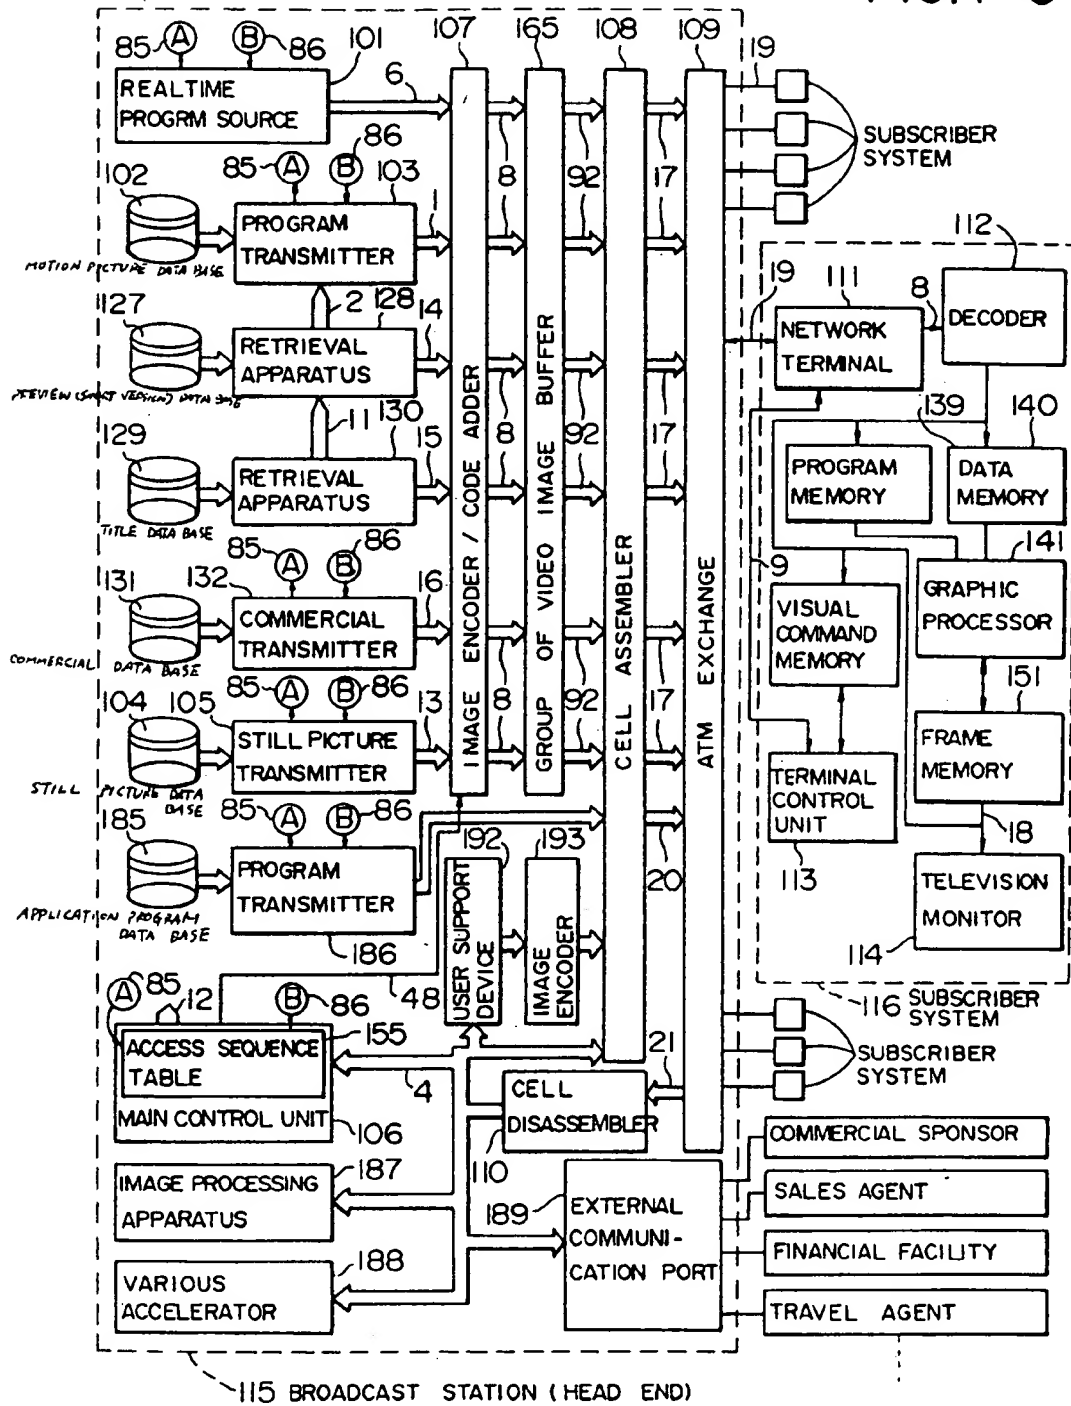 85 A B 86 101 107 165 108 109 19
REALTIME
PROGRM SOURCE
6
8 92 17
SUBSCRIBER
SYSTEM
102 85 A B 86 103
PROGRAM
TRANSMITTER
1
MOTION PICTURE DATA BASE
127 2 128 14
RETRIEVAL
APPARATUS
PREVIEW (SHORT VERSION) DATA BASE
129 11 130 15
RETRIEVAL
APPARATUS
TITLE DATA BASE
8 92 17
8 92 17
131 132 85 A B 86 16
COMMERCIAL
TRANSMITTER
COMMERCIAL DATA BASE
104 105 85 A B 86 13
STILL PICTURE
TRANSMITTER
STILL PICTURE DATA
BASE
185 85 A B 86
PROGRAM
TRANSMITTER
APPLICATION PROGRAM
DATA BASE
186
IMAGE ENCODER / CODE ADDER
GROUP OF VIDEO IMAGE BUFFER
CELL ASSEMBLER
ATM EXCHANGE
192 193
20
USER SUPPORT
DEVICE
IMAGE
ENCODER
A 85 12 B 86 48
ACCESS SEQUENCE
TABLE
155
4
MAIN CONTROL UNIT
106
CELL
DISASSEMBLER
21
110
187
IMAGE PROCESSING
APPARATUS
188
VARIOUS
ACCELERATOR
189
EXTERNAL
COMMUNI-
CATION PORT
19 111 112
NETWORK
TERMINAL
8
DECODER
139 140
PROGRAM
MEMORY
DATA
MEMORY
9
141
VISUAL
COMMAND
MEMORY
GRAPHIC
PROCESSOR
151
TERMINAL
CONTROL
UNIT
113
FRAME
MEMORY
18
TELEVISION
MONITOR
114
116 SUBSCRIBER
SYSTEM
SUBSCRIBER
SYSTEM
COMMERCIAL SPONSOR
SALES AGENT
FINANCIAL FACILITY
TRAVEL AGENT
115 BROADCAST STATION (HEAD END)